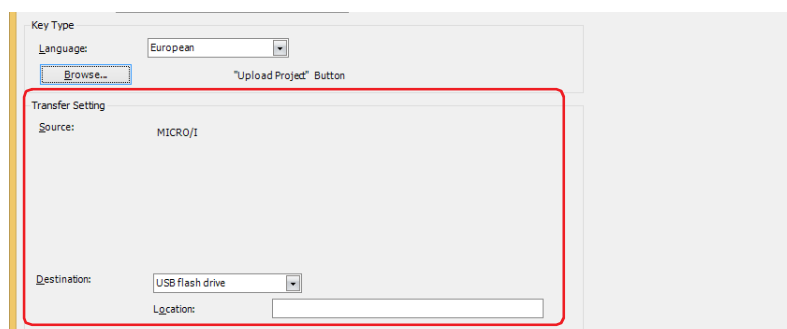 Key Type
Language: European
Browse... "Upload Project" Button
Transfer Setting
Source: MICRO/I
Destination: USB flash drive
Location: